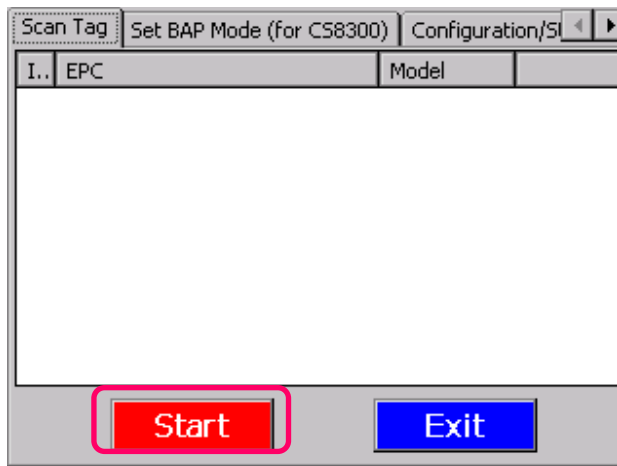 Scan Tag Set BAP Mode (for CS8300) Configuration/S
I.. EPC Model
Start Exit